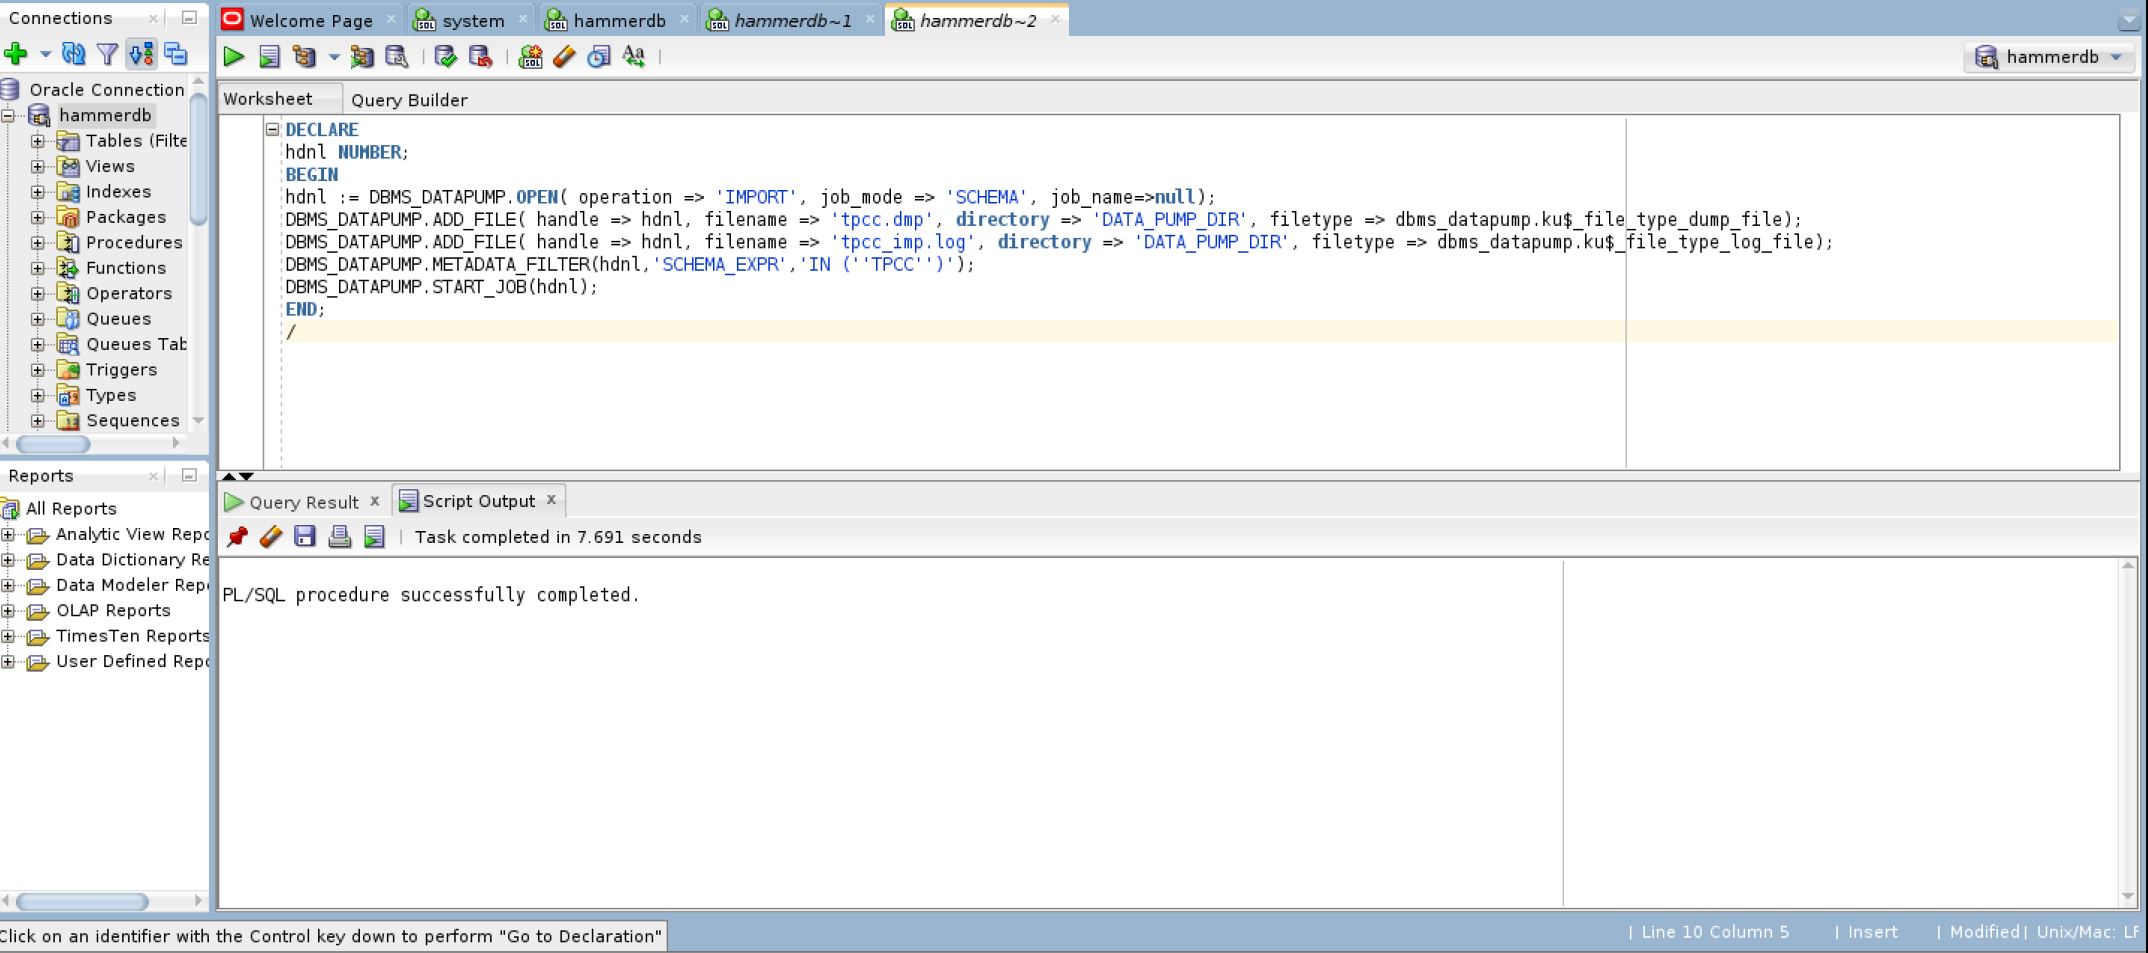 Connections
Oracle Connection
hammerdb
Tables (Filte
Views
Indexes
Packages
Procedures
Functions
Operators
Queues
Queues Tab
Triggers
Types
Sequences
Reports
All Reports
Analytic View Repo
Data Dictionary Re
Data Modeler Repo
OLAP Reports
TimesTen Reports
User Defined Repo
Welcome Page
system
hammerdb
hammerdb~1
hammerdb~2
hammerdb
Worksheet
Query Builder
DECLARE
hdnl NUMBER;
BEGIN
hdnl := DBMS_DATAPUMP.OPEN( operation => 'IMPORT', job_mode => 'SCHEMA', job_name=>null);
DBMS_DATAPUMP.ADD_FILE( handle => hdnl, filename => 'tpcc.dmp', directory => 'DATA_PUMP_DIR', filetype => dbms_datapump.ku$_file_type_dump_file);
DBMS_DATAPUMP.ADD_FILE( handle => hdnl, filename => 'tpcc_imp.log', directory => 'DATA_PUMP_DIR', filetype => dbms_datapump.ku$_file_type_log_file);
DBMS_DATAPUMP.METADATA_FILTER(hdnl,'SCHEMA_EXPR','IN (''TPCC'')');
DBMS_DATAPUMP.START_JOB(hdnl);
END;
/
Query Result
Script Output
Task completed in 7.691 seconds
PL/SQL procedure successfully completed.
Click on an identifier with the Control key down to perform "Go to Declaration"
| Line 10 Column 5 | Insert | Modified| Unix/Mac: LF